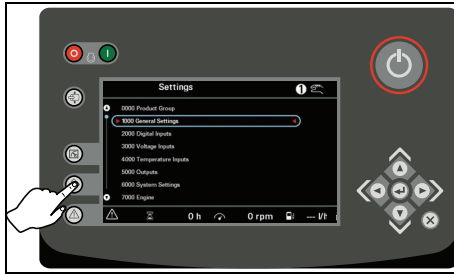 Settings
1
0000 Product Group
1000 General Settings
2000 Digital Inputs
3000 Voltage Inputs
4000 Temperature Inputs
5000 Outputs
6000 System Settings
7000 Engine
0 h 0 rpm --- l/h